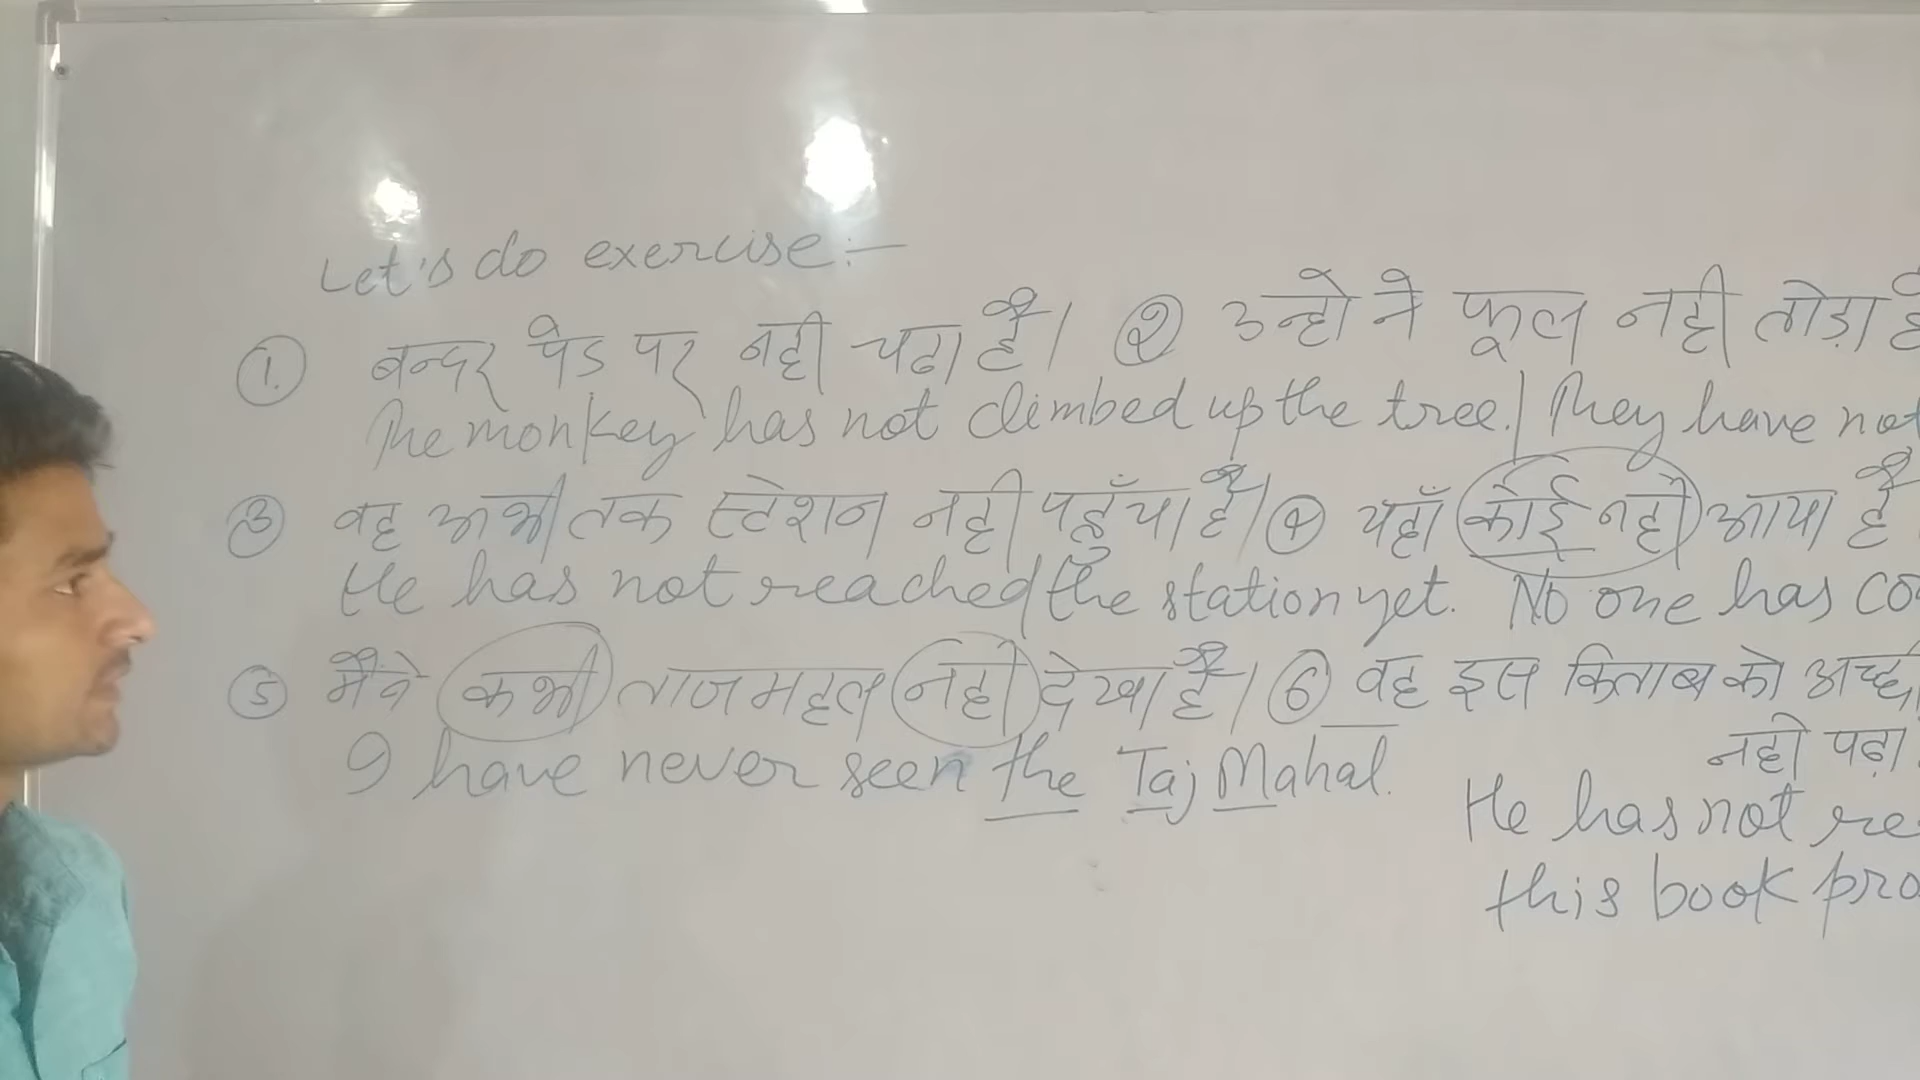 Let's do exercise:-
① बन्दर पेड पर नही चढा है। ② उन्होने फूल नही तोड़ा है
The monkey has not climbed up the tree. | They have not
③ वह अभी तक स्टेशन नही पहुँचा है। ④ यहाँ कोई नही आया है
He has not reached the station yet. No one has co
⑤ मैने कभी ताजमहल नही देखा है। ⑥ वह इस किताब को अच्छी
नही पढ़ा
I have never seen the Taj Mahal.
He has not re
this book pro